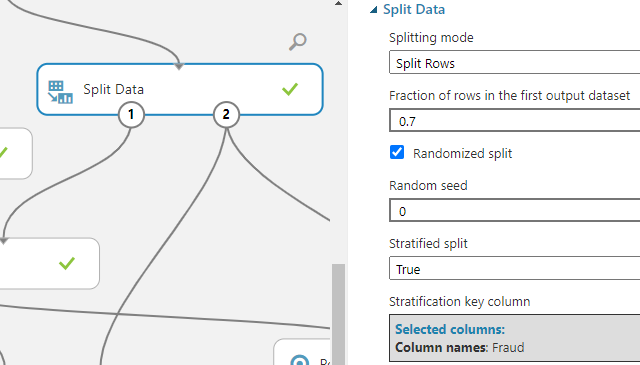 Split Data
1
2
Split Data
Splitting mode
Split Rows
Fraction of rows in the first output dataset
0.7
Randomized split
Random seed
0
Stratified split
True
Stratification key column
Selected columns:
Column names: Fraud